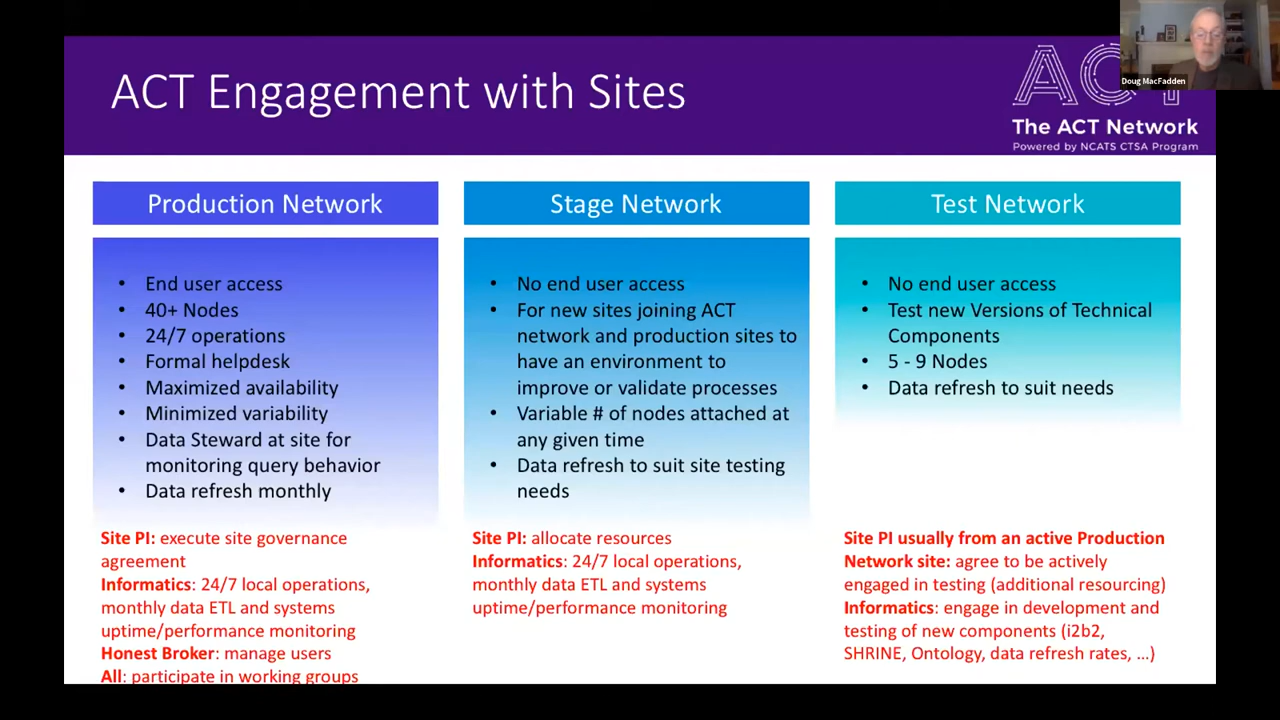 ACT Engagement with Sites
Doug MacFadden
ACT
The ACT Network
Powered by NCATS CTSA Program
Production Network
• End user access
• 40+ Nodes
• 24/7 operations
• Formal helpdesk
• Maximized availability
• Minimized variability
• Data Steward at site for
monitoring query behavior
• Data refresh monthly
Site PI: execute site governance
agreement
Informatics: 24/7 local operations,
monthly data ETL and systems
uptime/performance monitoring
Honest Broker: manage users
All: participate in working groups
Stage Network
• No end user access
• For new sites joining ACT
network and production sites to
have an environment to
improve or validate processes
• Variable # of nodes attached at
any given time
• Data refresh to suit site testing
needs
Site PI: allocate resources
Informatics: 24/7 local operations,
monthly data ETL and systems
uptime/performance monitoring
Test Network
• No end user access
• Test new Versions of Technical
Components
• 5 - 9 Nodes
• Data refresh to suit needs
Site PI usually from an active Production
Network site: agree to be actively
engaged in testing (additional resourcing)
Informatics: engage in development and
testing of new components (i2b2,
SHRINE, Ontology, data refresh rates, ...)